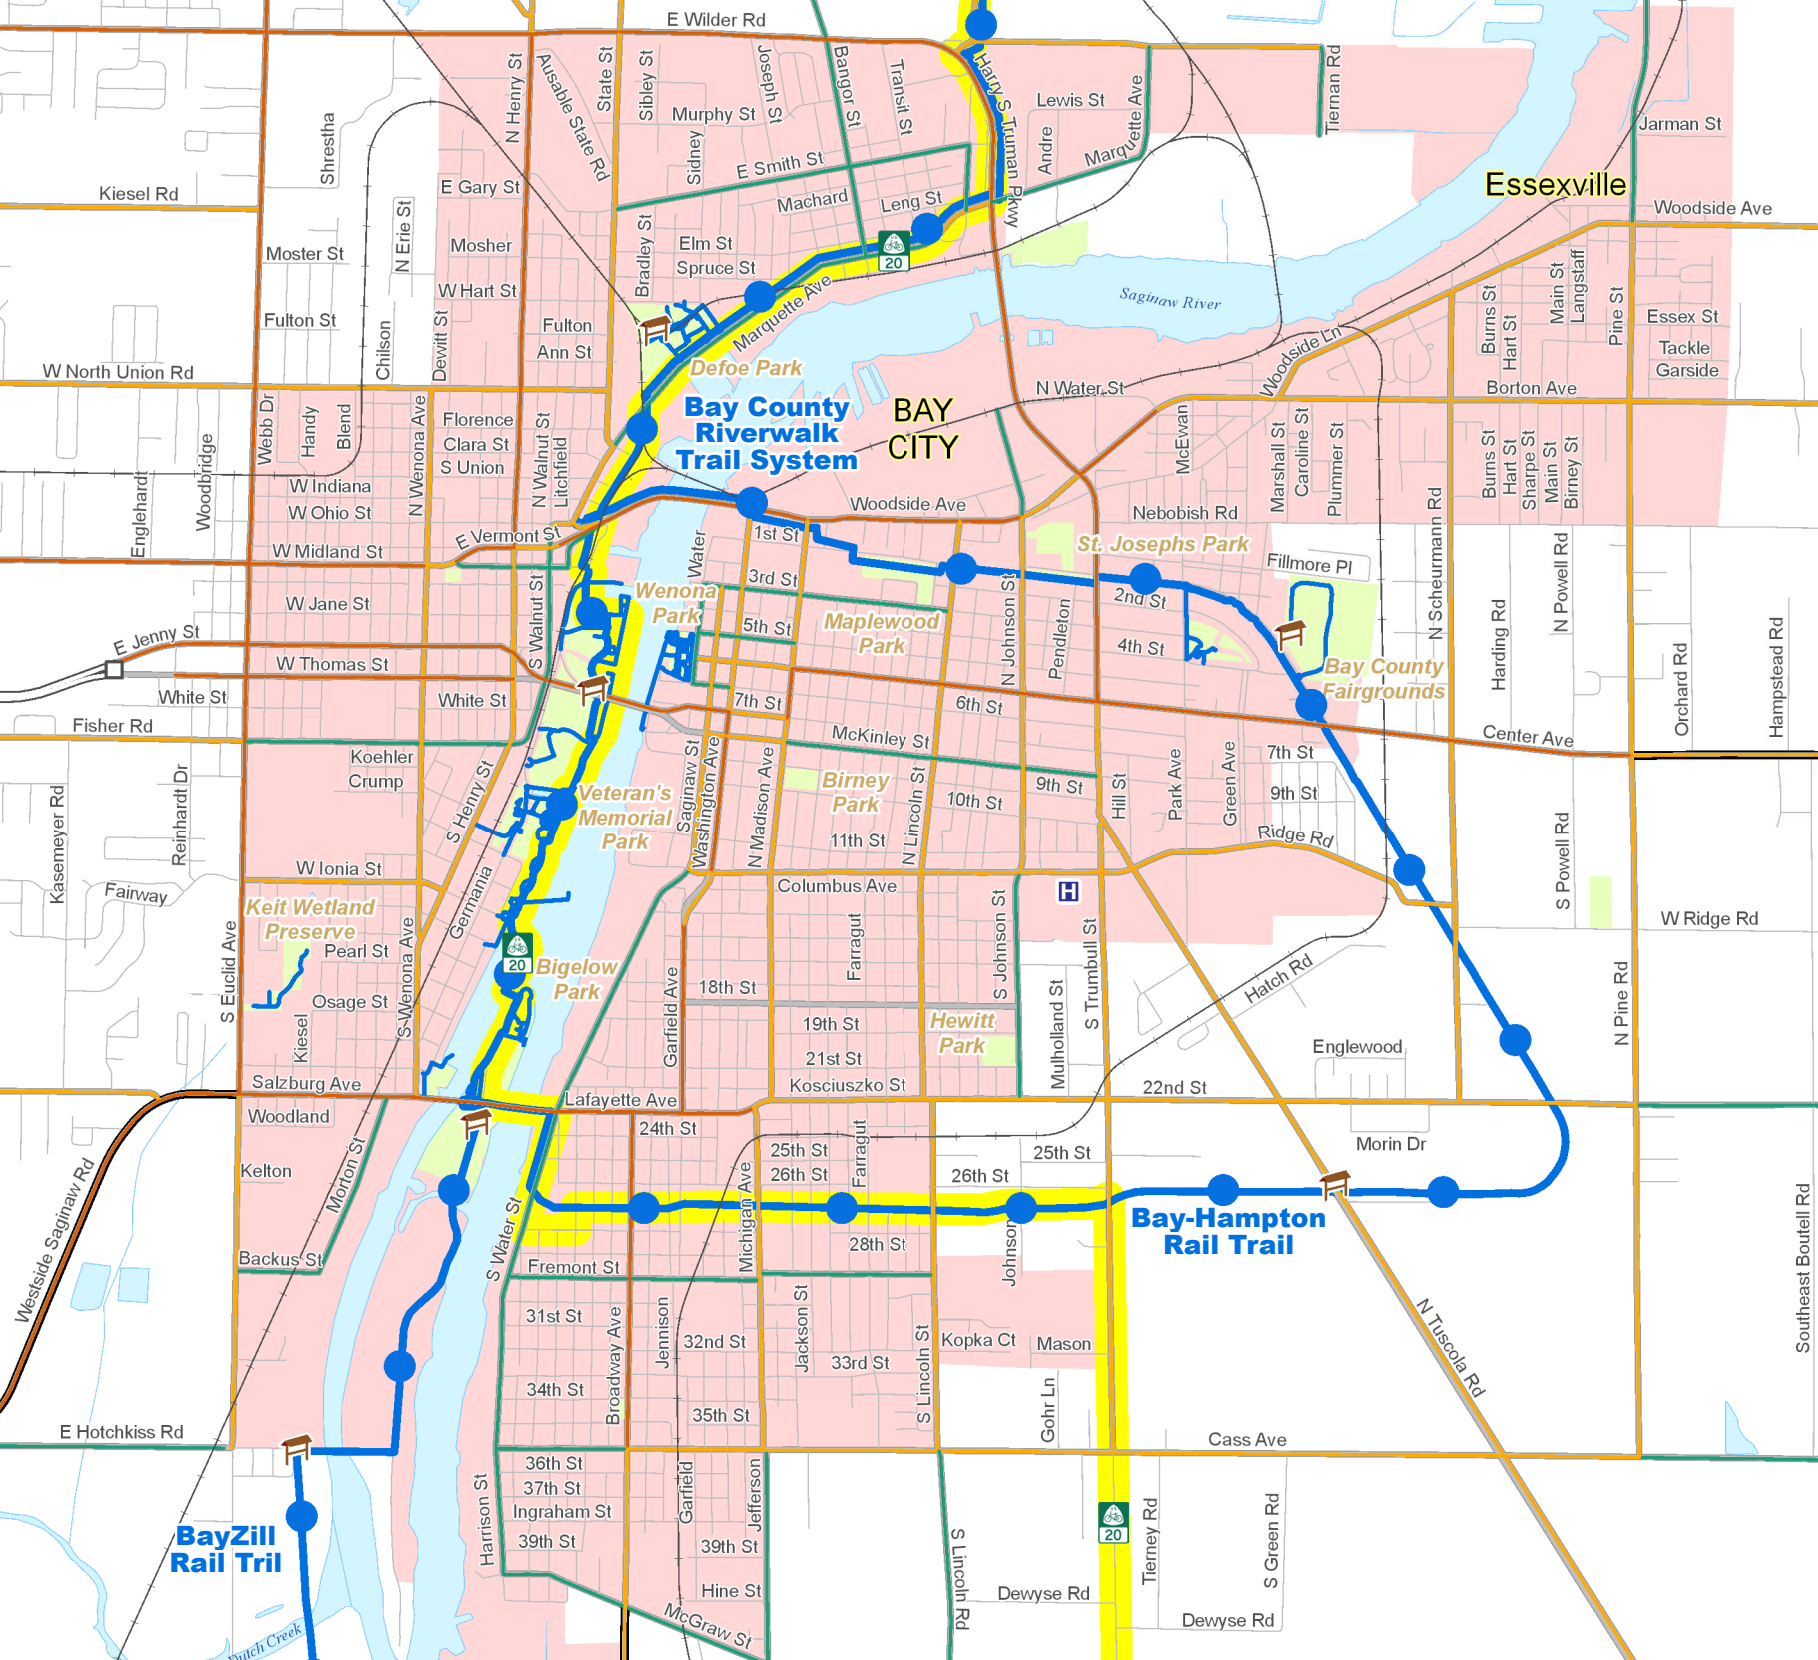 E Wilder Rd
N Henry St
Ausable State Rd
State St
Sibley St
Joseph St
Bangor St
Transit St
Harry S Truman Pkwy
Lewis St
Andre
Marquette Ave
Tiernan Rd
Jarman St
Murphy St
Sidney
E Smith St
Machard
Leng St
Shrestha
Kiesel Rd
E Gary St
Essexville
Woodside Ave
N Erie St
Moster St
Mosher
Bradley St
Elm St
Spruce St
20
Marquette Ave
Saginaw River
W Hart St
Fulton St
Fulton
Ann St
Dewitt St
Chilson
W North Union Rd
Defoe Park
Woodside Ln
Burns St
Hart St
Main St
Langstaff
Pine St
Essex St
Tackle
Garside
Borton Ave
N Water St
Bay County
Riverwalk
Trail System
BAY
CITY
Webb Dr
Handy
Blend
N Wenona Ave
Florence
Clara St
S Union
N Walnut St
Litchfield
McEwan
Marshall St
Caroline St
Plummer St
Burns St
Hart St
Sharpe St
Main St
Birney St
Englehardt
Woodbridge
W Indiana
W Ohio St
Woodside Ave
Nebobish Rd
N Scheurmann Rd
E Vermont St
W Midland St
1st St
Water
St. Josephs Park
Fillmore Pl
N Powell Rd
3rd St
Wenona
Park
W Jane St
S Walnut St
5th St
Maplewood
Park
N Johnson St
Pendleton
2nd St
4th St
Harding Rd
Orchard Rd
Hampstead Rd
E Jenny St
W Thomas St
White St
White St
Bay County
Fairgrounds
Fisher Rd
7th St
6th St
McKinley St
Center Ave
Koehler
Crump
S Henry St
Saginaw St
Washington Ave
N Madison Ave
Birney
Park
N Lincoln St
9th St
10th St
11th St
Hill St
Park Ave
Green Ave
7th St
9th St
Ridge Rd
Kasemeyer Rd
Reinhardt Dr
Veteran's
Memorial
Park
S Powell Rd
W Ionia St
Fairway
Germania
Columbus Ave
H
Keit Wetland
Preserve
Pearl St
S Euclid Ave
S Wenona Ave
Osage St
Kiesel
20
Bigelow
Park
Garfield Ave
18th St
Farragut
S Johnson St
S Trumbull St
W Ridge Rd
Hatch Rd
19th St
Hewitt
Park
21st St
Kosciuszko St
Mulholland St
Englewood
N Pine Rd
Salzburg Ave
Woodland
Lafayette Ave
22nd St
24th St
25th St
26th St
Farragut
25th St
26th St
Morin Dr
Kelton
Morton St
Westside Saginaw Rd
Michigan Ave
Bay-Hampton
Rail Trail
Backus St
S Water St
Fremont St
28th St
Johnson
Southeast Boutell Rd
31st St
Broadway Ave
Jennison
32nd St
Jackson St
33rd St
S Lincoln St
Kopka Ct
Mason
N Tuscola Rd
34th St
35th St
Gohr Ln
E Hotchkiss Rd
Cass Ave
36th St
37th St
Ingraham St
39th St
Harrison St
Garfield
Jefferson
39th St
Hine St
McGraw St
S Lincoln Rd
20
Tierney Rd
S Green Rd
Dewyse Rd
Dewyse Rd
BayZill
Rail Tril
Dutch Creek